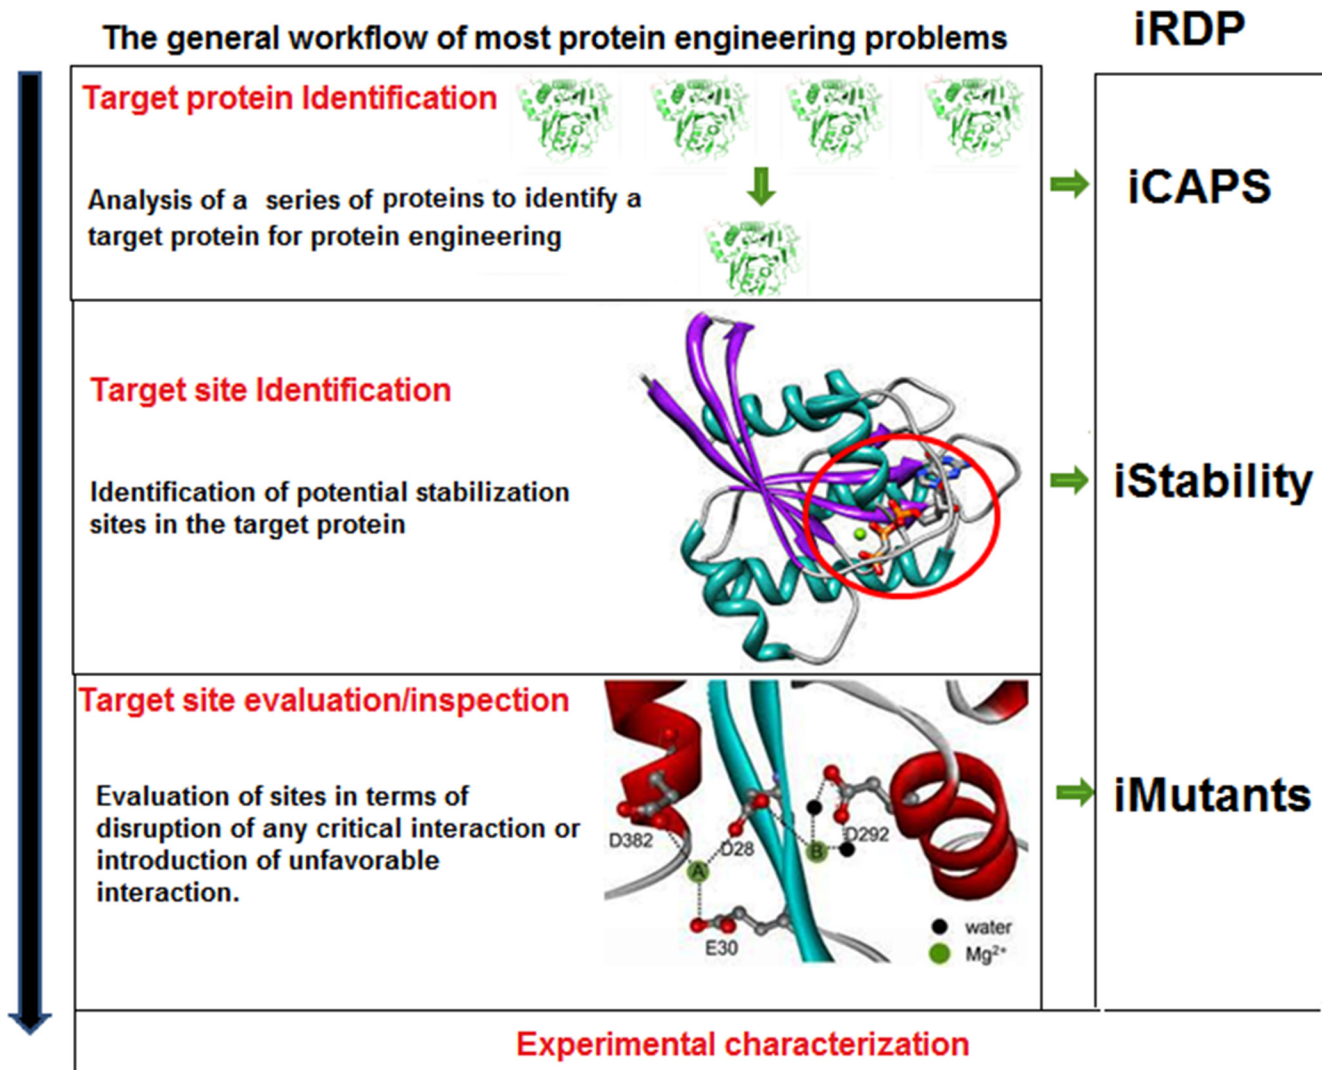 The general workflow of most protein engineering problems
iRDP
Target protein Identification
Analysis of a series of proteins to identify a
target protein for protein engineering
iCAPS
Target site Identification
Identification of potential stabilization
sites in the target protein
iStability
Target site evaluation/inspection
Evaluation of sites in terms of
disruption of any critical interaction or
introduction of unfavorable
interaction.
D382
D28
D292
A
B
E30
water
Mg²⁺
iMutants
Experimental characterization